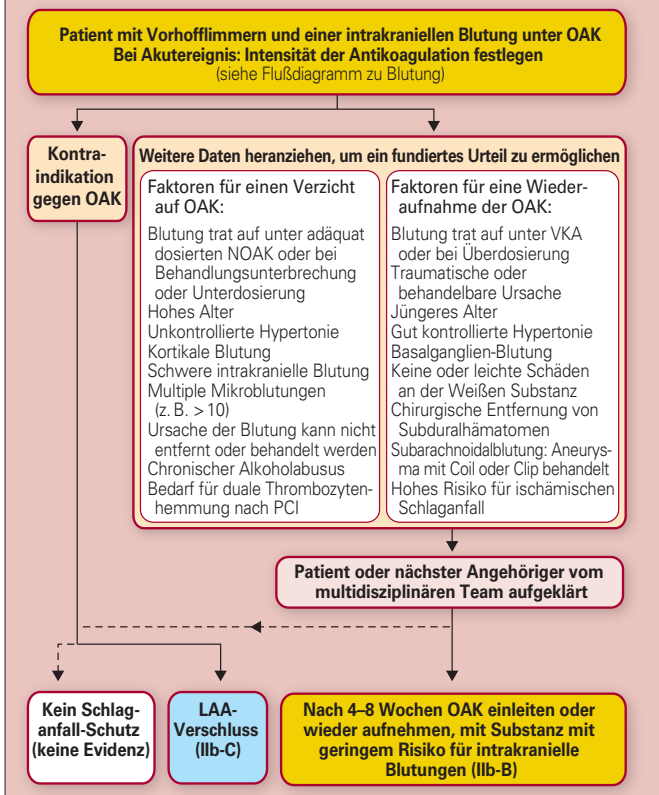 Patient mit Vorhofflimmern und einer intrakraniellen Blutung unter OAK
Bei Akutereignis: Intensität der Antikoagulation festlegen
(siehe Flußdiagramm zu Blutung)
Kontra-
indikation
gegen OAK
Weitere Daten heranziehen, um ein fundiertes Urteil zu ermöglichen
Faktoren für einen Verzicht
auf OAK:
Blutung trat auf unter adäquat
dosierten NOAK oder bei
Behandlungsunterbrechung
oder Unterdosierung
Hohes Alter
Unkontrollierte Hypertonie
Kortikale Blutung
Schwere intrakranielle Blutung
Multiple Mikroblutungen
(z. B. > 10)
Ursache der Blutung kann nicht
entfernt oder behandelt werden
Chronischer Alkoholabusus
Bedarf für duale Thrombozyten-
hemmung nach PCI
Faktoren für eine Wieder-
aufnahme der OAK:
Blutung trat auf unter VKA
oder bei Überdosierung
Traumatische oder
behandelbare Ursache
Jüngeres Alter
Gut kontrollierte Hypertonie
Basalganglien-Blutung
Keine oder leichte Schäden
an der Weißen Substanz
Chirurgische Entfernung von
Subduralhämatomen
Subarachnoidalblutung: Aneurys-
ma mit Coil oder Clip behandelt
Hohes Risiko für ischämischen
Schlaganfall
Patient oder nächster Angehöriger vom
multidisziplinären Team aufgeklärt
Kein Schlag-
anfall-Schutz
(keine Evidenz)
LAA-
Verschluss
(IIb-C)
Nach 4–8 Wochen OAK einleiten oder
wieder aufnehmen, mit Substanz mit
geringem Risiko für intrakranielle
Blutungen (IIb-B)